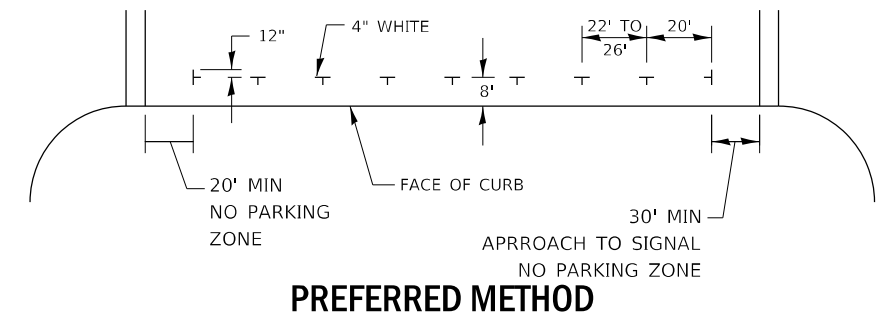 12"
4" WHITE
22' TO
26'
20'
8'
20' MIN
NO PARKING
ZONE
FACE OF CURB
30' MIN
APRROACH TO SIGNAL
NO PARKING ZONE
PREFERRED METHOD